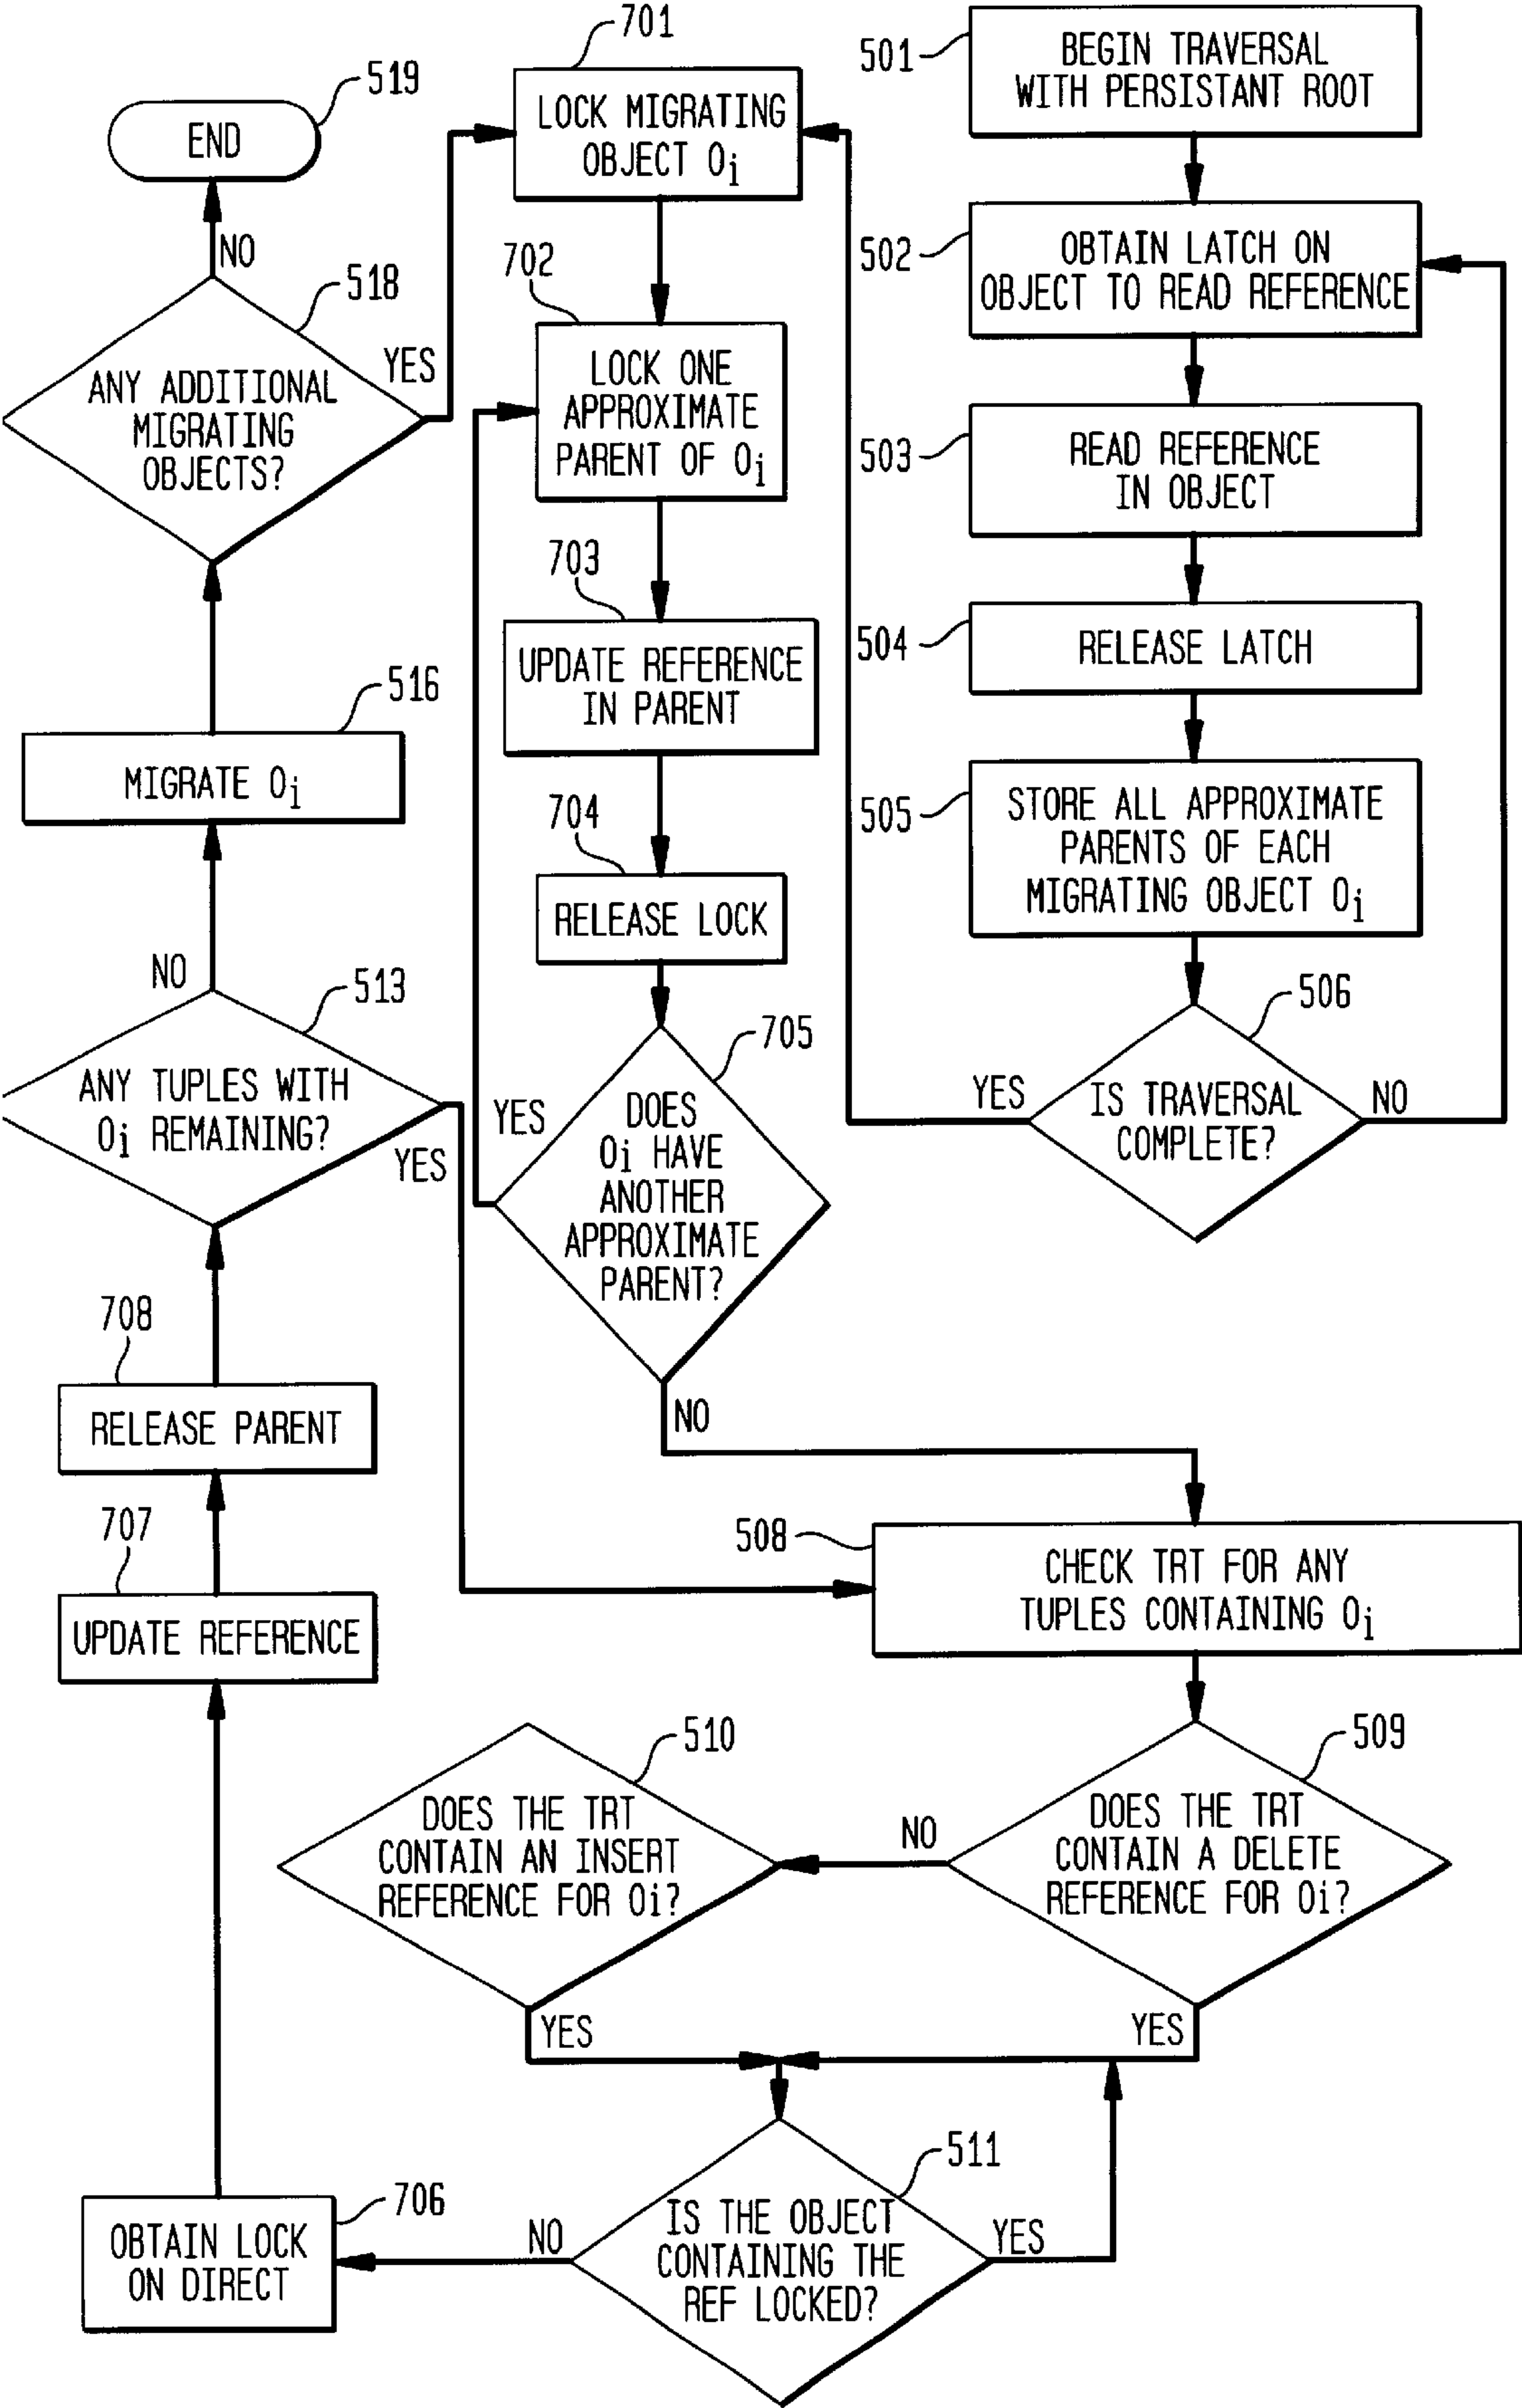 701
LOCK MIGRATING
OBJECT Oi
501
BEGIN TRAVERSAL
WITH PERSISTANT ROOT
519
END
502
OBTAIN LATCH ON
OBJECT TO READ REFERENCE
NO
518
ANY ADDITIONAL
MIGRATING
OBJECTS?
YES
702
LOCK ONE
APPROXIMATE
PARENT OF Oi
503
READ REFERENCE
IN OBJECT
703
UPDATE REFERENCE
IN PARENT
504
RELEASE LATCH
516
MIGRATE Oi
704
RELEASE LOCK
505
STORE ALL APPROXIMATE
PARENTS OF EACH
MIGRATING OBJECT Oi
NO
513
ANY TUPLES WITH
Oi REMAINING?
YES
705
DOES
Oi HAVE
ANOTHER
APPROXIMATE
PARENT?
YES
NO
506
IS TRAVERSAL
COMPLETE?
YES
NO
708
RELEASE PARENT
707
UPDATE REFERENCE
508
CHECK TRT FOR ANY
TUPLES CONTAINING Oi
510
DOES THE TRT
CONTAIN AN INSERT
REFERENCE FOR Oi?
YES
NO
509
DOES THE TRT
CONTAIN A DELETE
REFERENCE FOR Oi?
YES
706
OBTAIN LOCK
ON DIRECT
NO
511
IS THE OBJECT
CONTAINING THE
REF LOCKED?
YES